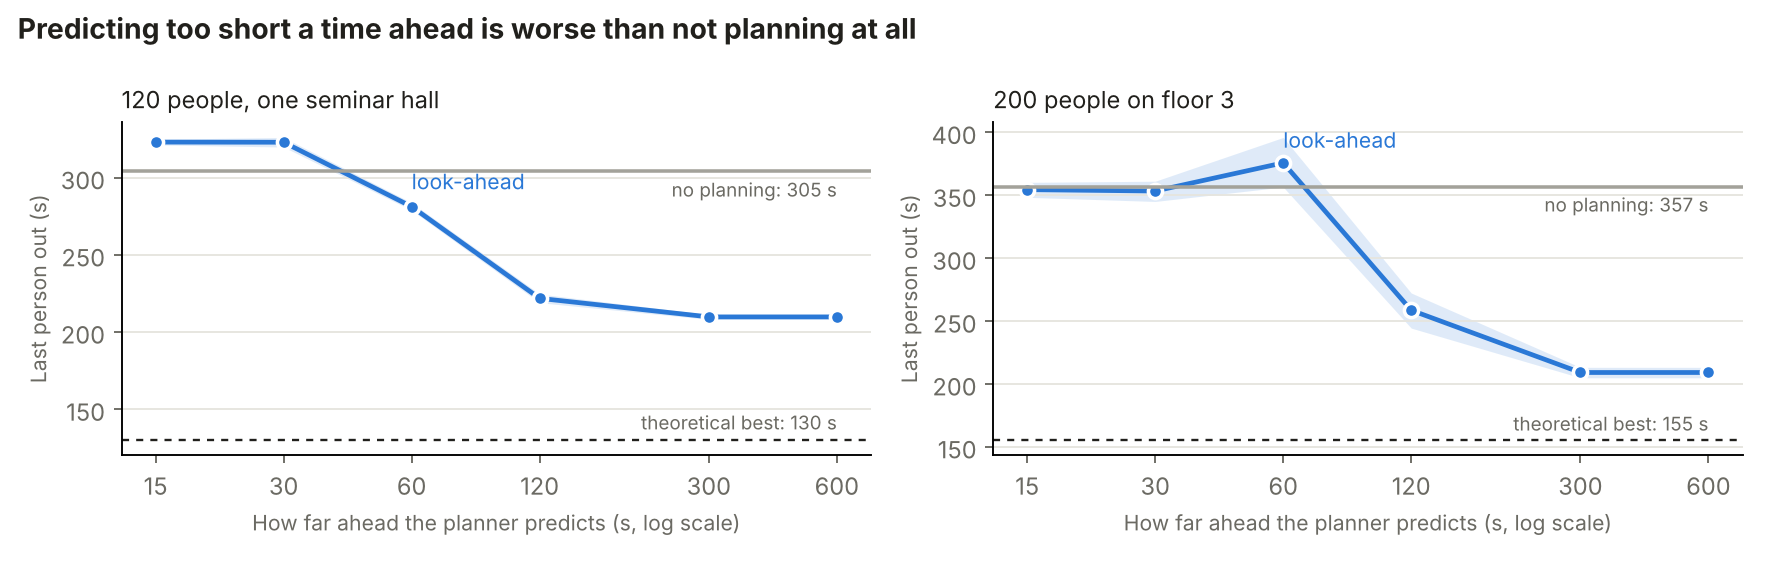 Predicting too short a time ahead is worse than not planning at all
120 people, one seminar hall
Last person out (s)
300
250
200
150
look-ahead
no planning: 305 s
theoretical best: 130 s
15 30 60 120 300 600
How far ahead the planner predicts (s, log scale)
200 people on floor 3
Last person out (s)
400
350
300
250
200
150
look-ahead
no planning: 357 s
theoretical best: 155 s
15 30 60 120 300 600
How far ahead the planner predicts (s, log scale)